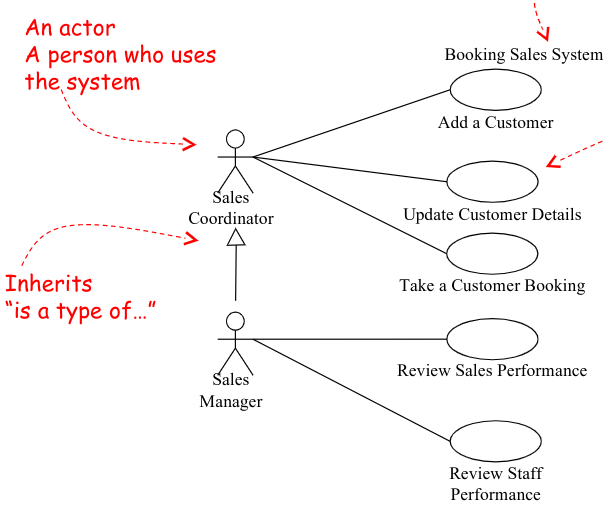 An actor
A person who uses
the system
Booking Sales System
Add a Customer
Sales
Coordinator
Update Customer Details
Take a Customer Booking
Inherits
“is a type of…”
Sales
Manager
Review Sales Performance
Review Staff
Performance